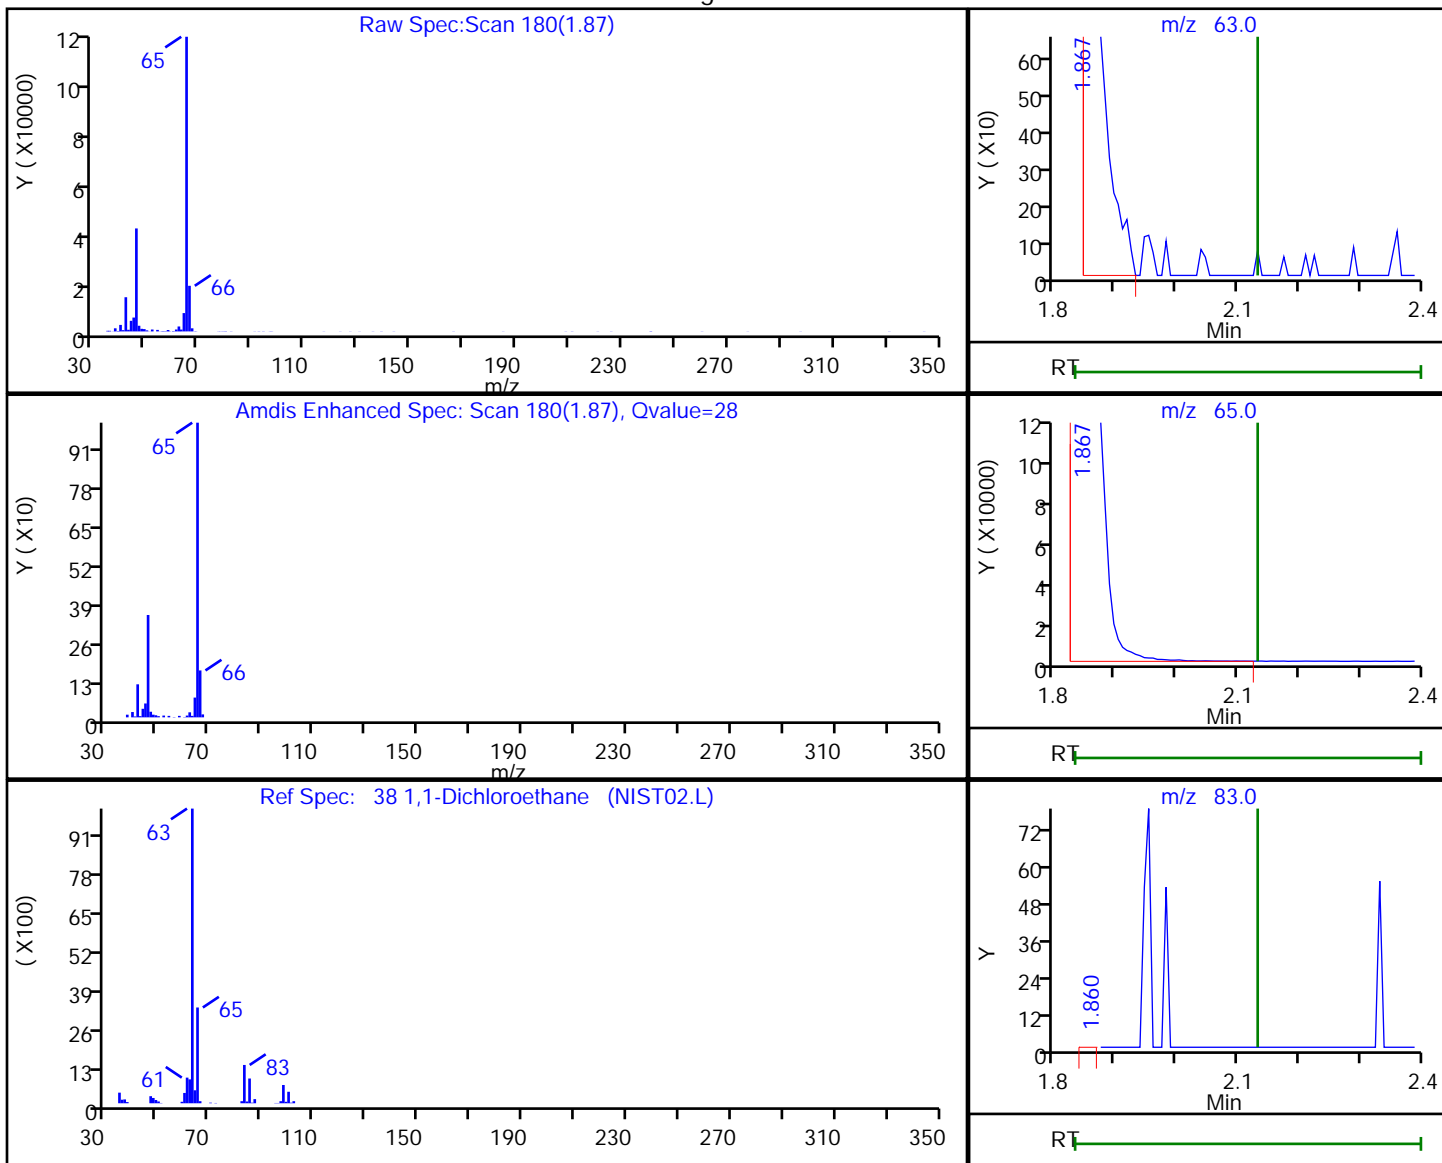 Raw Spec:Scan 180(1.87)
65
66
Y ( X10000)
12
10
8
6
4
2
0
30 70 110 150 190 230 270 310 350
m/z
m/z 63.0
1.867
Y ( X10)
60
50
40
30
20
10
0
1.8 2.1 2.4
Min
RT
Amdis Enhanced Spec: Scan 180(1.87), Qvalue=28
65
66
Y ( X10)
91
78
65
52
39
26
13
0
30 70 110 150 190 230 270 310 350
m/z
m/z 65.0
1.867
Y ( X10000)
12
10
8
6
4
2
0
1.8 2.1 2.4
Min
RT
Ref Spec: 38 1,1-Dichloroethane (NIST02.L)
63
65
61
83
( X100)
91
78
65
52
39
26
13
0
30 70 110 150 190 230 270 310 350
m/z 83.0
1.860
Y
72
60
48
36
24
12
0
1.8 2.1 2.4
Min
RT